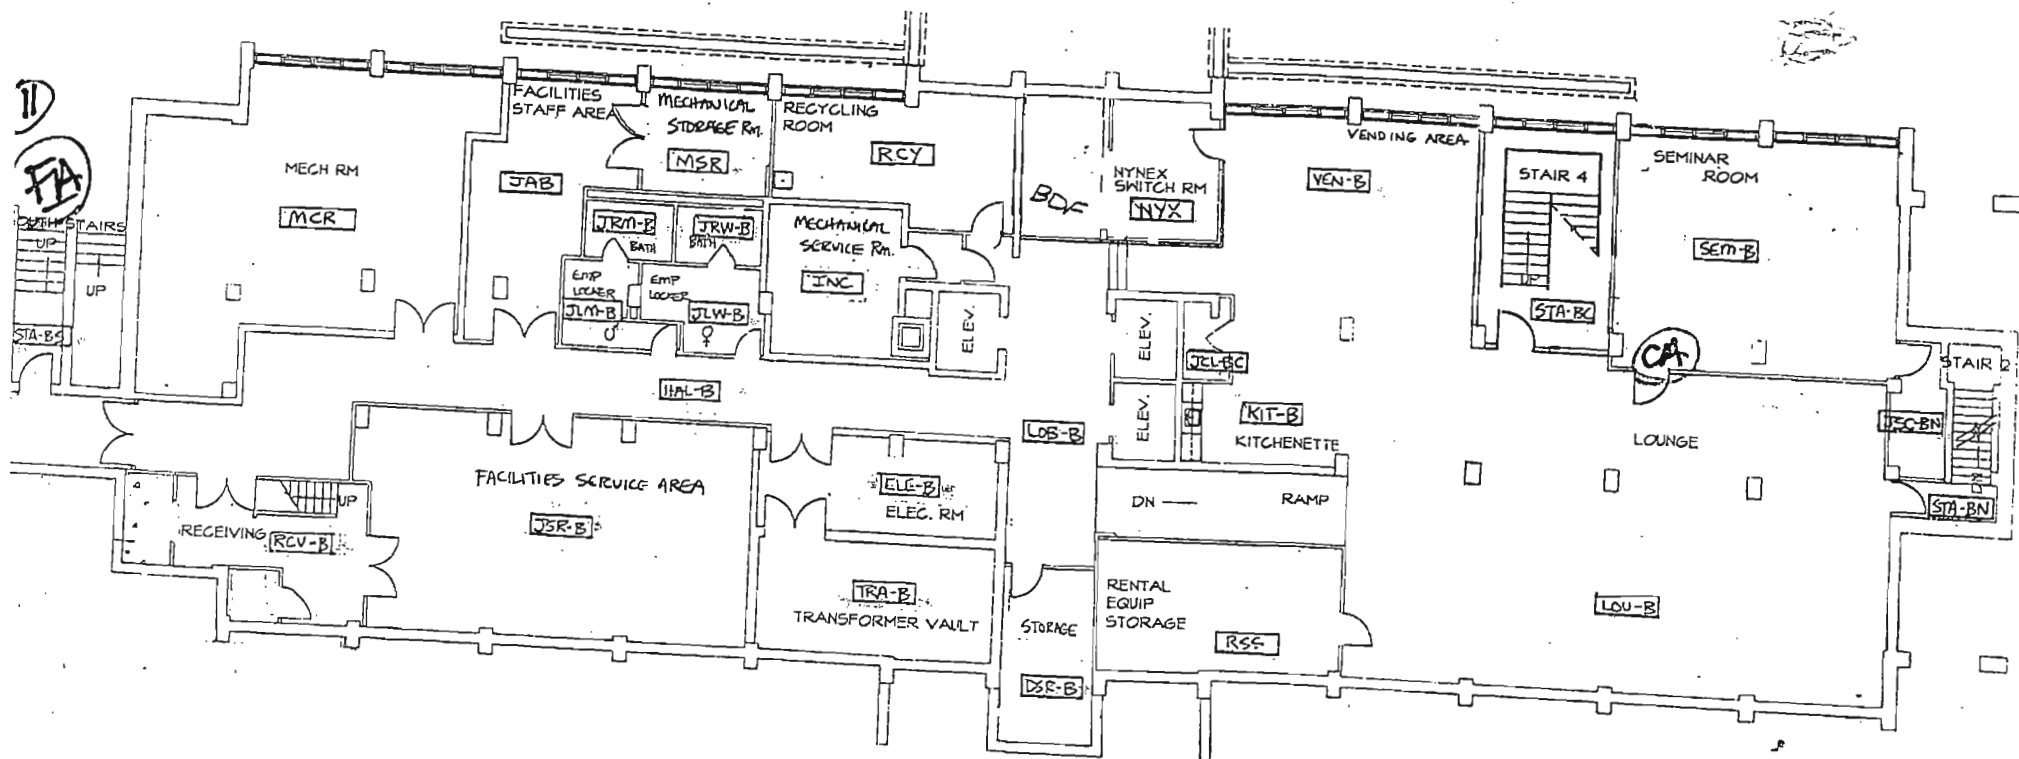 11
FA
SOUTH STAIRS
UP
UP
STA-BS
MECH RM
MCR
FACILITIES
STAFF AREA
JAB
MECHANICAL
STORAGE RM.
MSR
RECYCLING
ROOM
RCY
JRM-B
BATH
JRW-B
BATH
EMP
LOCKER
JLM-B
♂
EMP
LOCKER
JLW-B
♀
MECHANICAL
SERVICE RM.
INC
ELEV.
BDF
NYNEX
SWITCH RM
NYX
VENDING AREA
VEN-B
STAIR 4
UP
STA-BC
SEMINAR
ROOM
SEM-B
CA
STAIR 2
JSC-BN
STA-BN
ELEV.
ELEV.
JCL-BC
KIT-B
KITCHENETTE
HAL-B
LOB-B
LOUNGE
LOU-B
RECEIVING
RCV-B
UP
FACILITIES SERVICE AREA
JSR-B
ELE-B
ELEC. RM
TRA-B
TRANSFORMER VAULT
DN
RAMP
STORAGE
DSR-B
RENTAL
EQUIP
STORAGE
RSS